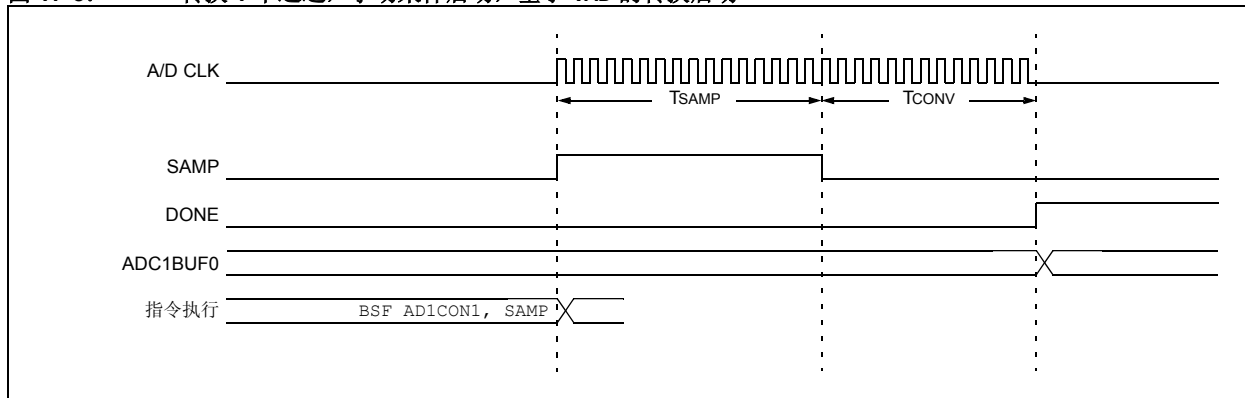 A/D CLK
TSAMP
TCONV
SAMP
DONE
ADC1BUF0
指令执行
BSF AD1CON1, SAMP